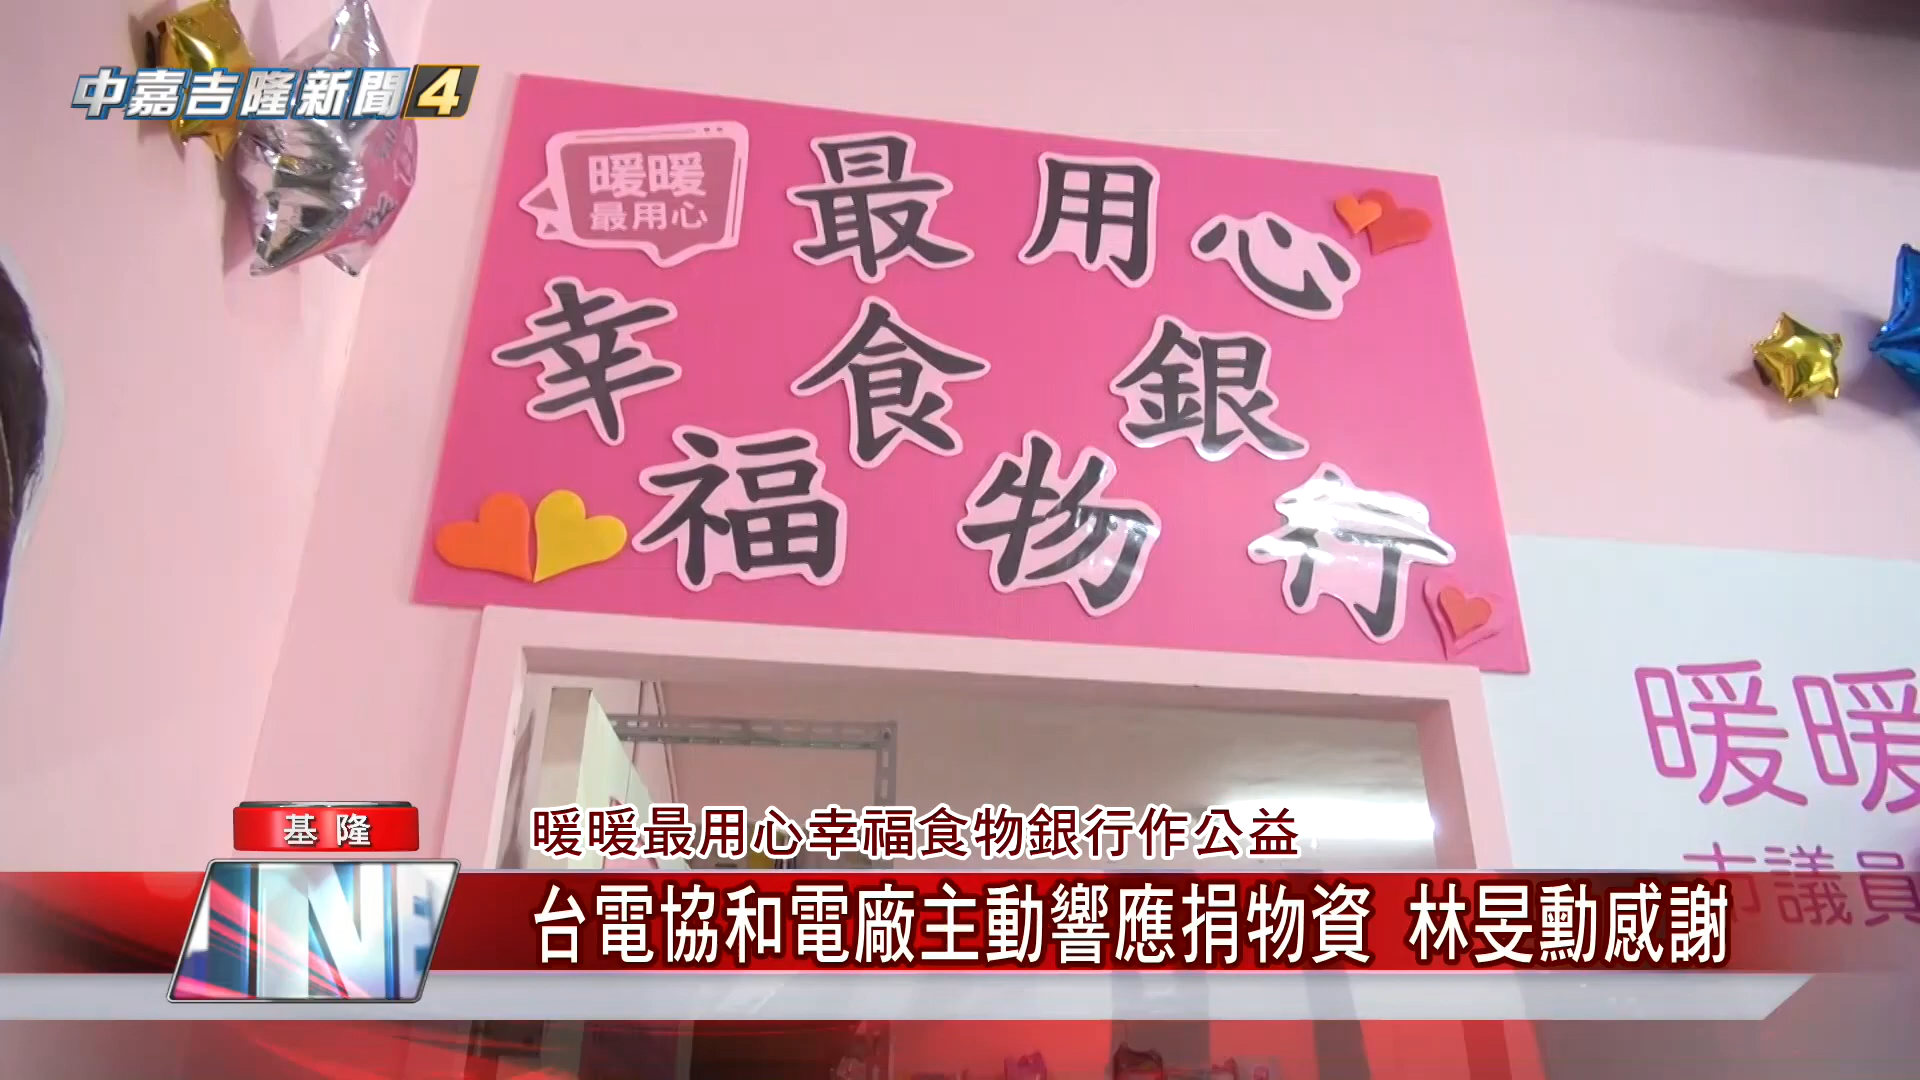 中嘉吉隆新聞4
暖暖
最用心
最用心
幸福食物銀行
暖暖
市議員
基隆
暖暖最用心幸福食物銀行作公益
台電協和電廠主動響應捐物資 林旻勳感謝